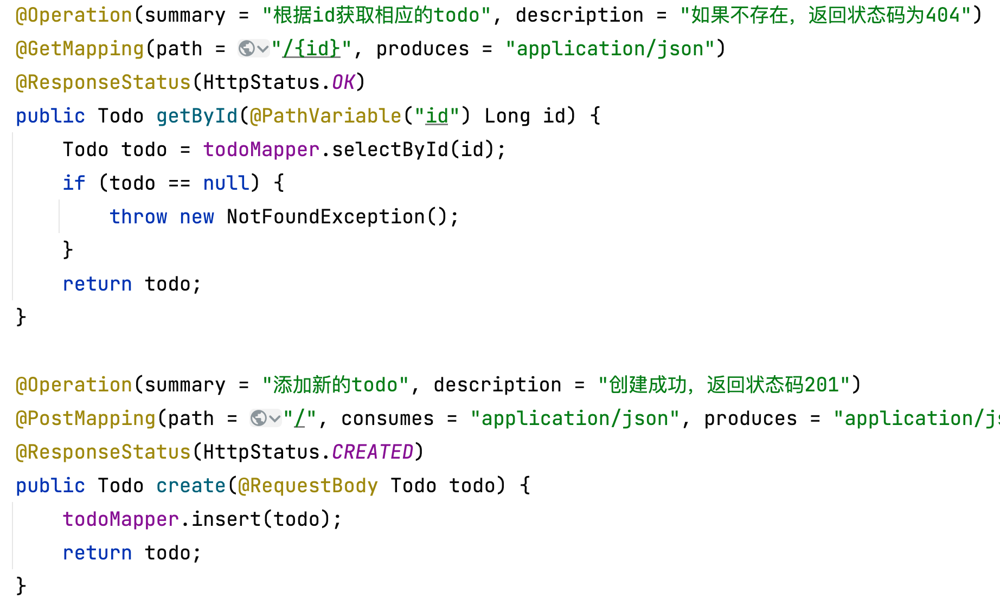 @Operation(summary = "根据id获取相应的todo", description = "如果不存在，返回状态码为404")
@GetMapping(path = "/{id}", produces = "application/json")
@ResponseStatus(HttpStatus.OK)
public Todo getById(@PathVariable("id") Long id) {
    Todo todo = todoMapper.selectById(id);
    if (todo == null) {
        throw new NotFoundException();
    }
    return todo;
}

@Operation(summary = "添加新的todo", description = "创建成功，返回状态码201")
@PostMapping(path = "/", consumes = "application/json", produces = "application/js
@ResponseStatus(HttpStatus.CREATED)
public Todo create(@RequestBody Todo todo) {
    todoMapper.insert(todo);
    return todo;
}